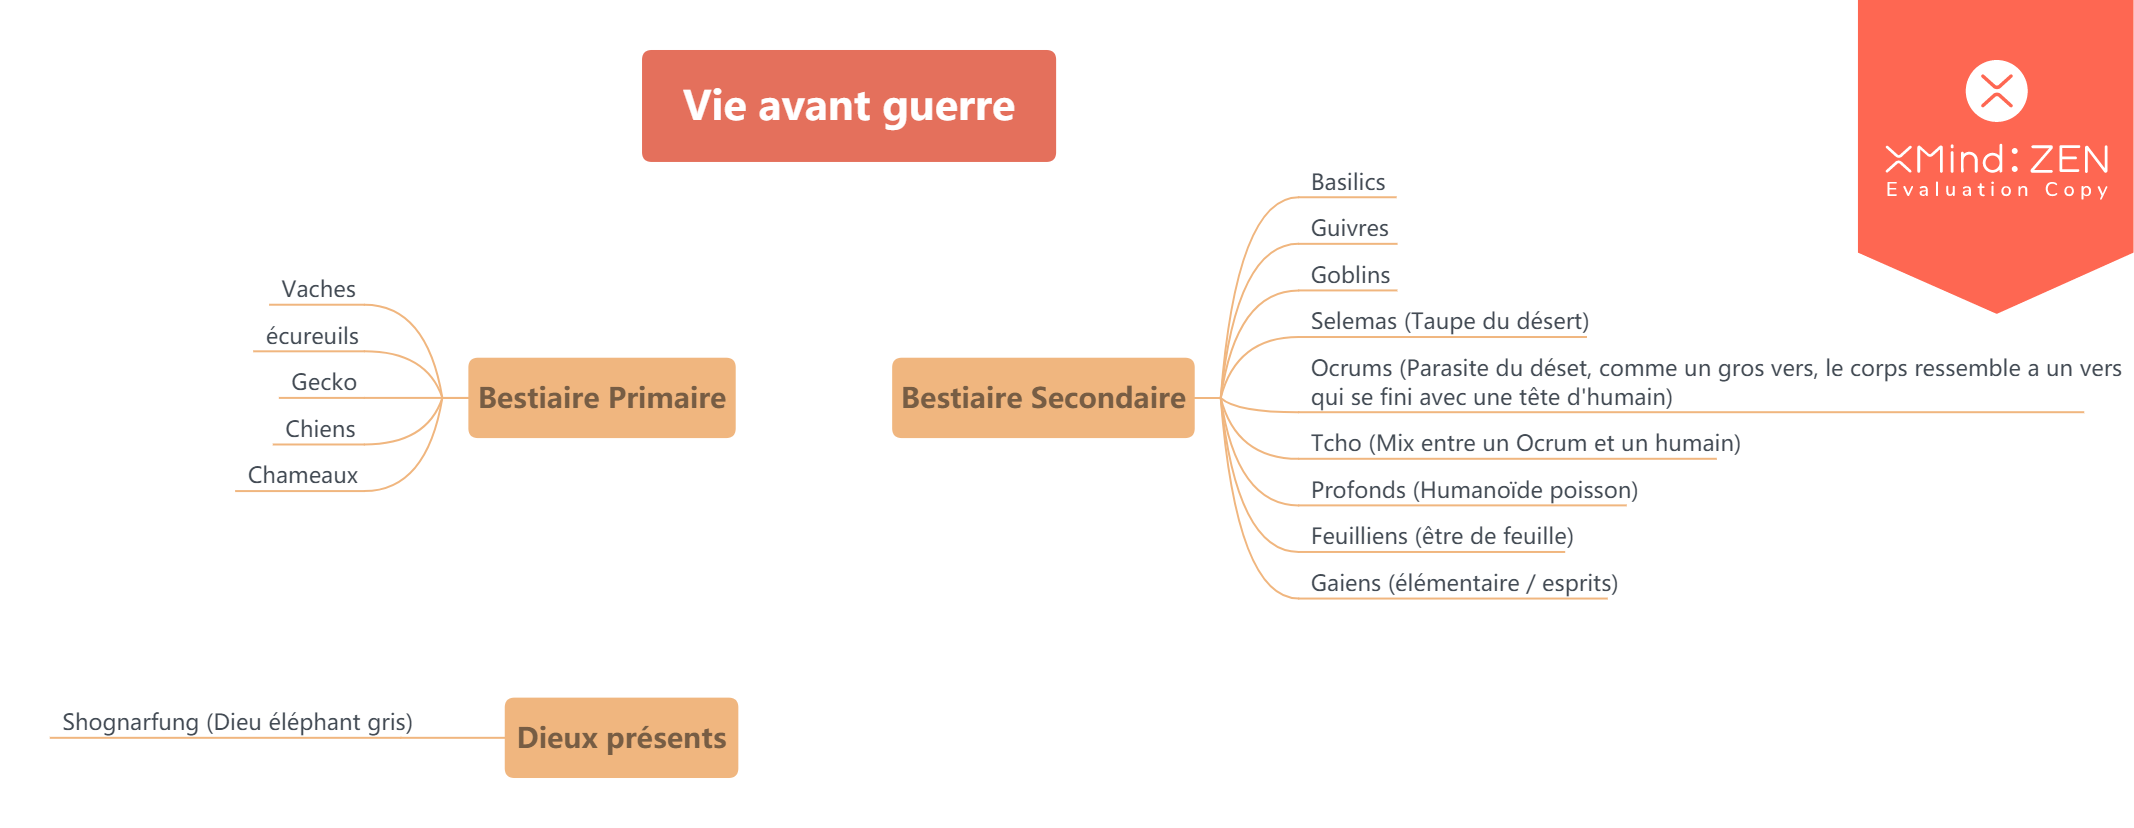 Vie avant guerre
XMind: ZEN
Evaluation Copy
Vaches
écureuils
Gecko
Chiens
Chameaux
Bestiaire Primaire
Bestiaire Secondaire
Basilics
Guivres
Goblins
Selemas (Taupe du désert)
Ocrums (Parasite du déset, comme un gros vers, le corps ressemble a un vers
qui se fini avec une tête d'humain)
Tcho (Mix entre un Ocrum et un humain)
Profonds (Humanoïde poisson)
Feuilliens (être de feuille)
Gaiens (élémentaire / esprits)
Shognarfung (Dieu éléphant gris)
Dieux présents